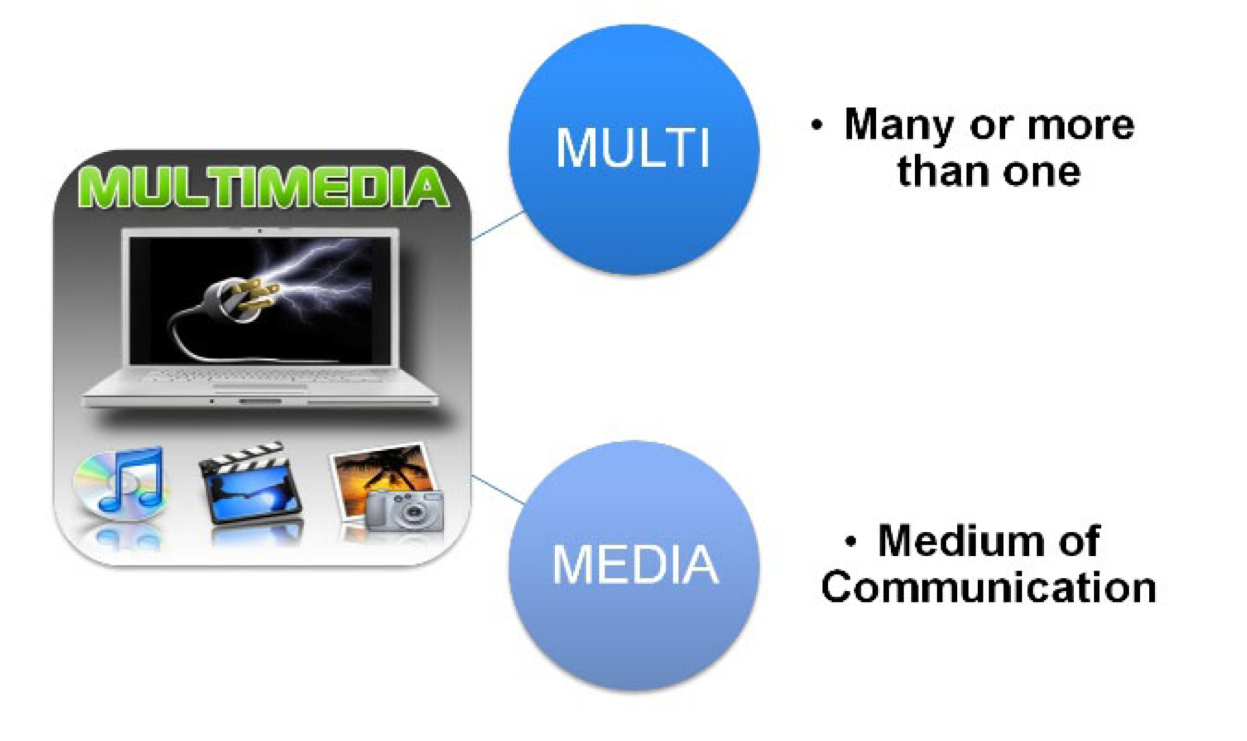 MULTIMEDIA
MULTI
• Many or more
than one
MEDIA
• Medium of
Communication